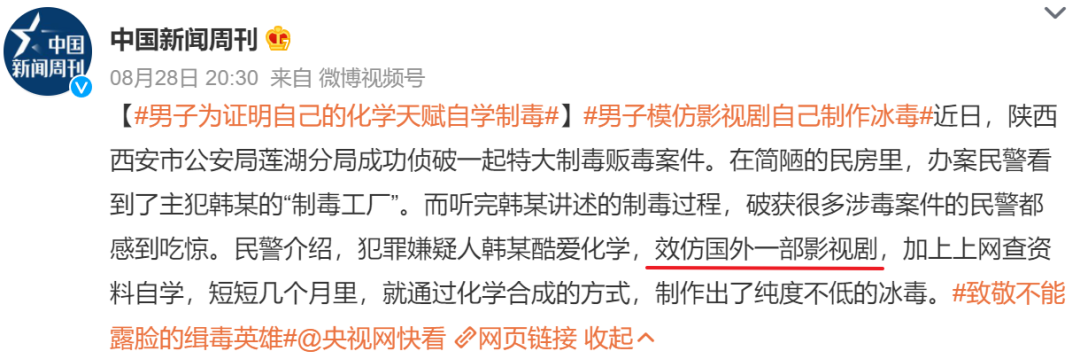 中国
新闻周刊
中国新闻周刊
08月28日 20:30 来自 微博视频号
【#男子为证明自己的化学天赋自学制毒#】#男子模仿影视剧自己制作冰毒#近日，陕西
西安市公安局莲湖分局成功侦破一起特大制毒贩毒案件。在简陋的民房里，办案民警看
到了主犯韩某的“制毒工厂”。而听完韩某讲述的制毒过程，破获很多涉毒案件的民警都
感到吃惊。民警介绍，犯罪嫌疑人韩某酷爱化学，效仿国外一部影视剧，加上上网查资
料自学，短短几个月里，就通过化学合成的方式，制作出了纯度不低的冰毒。#致敬不能
露脸的缉毒英雄#@央视网快看 网页链接 收起